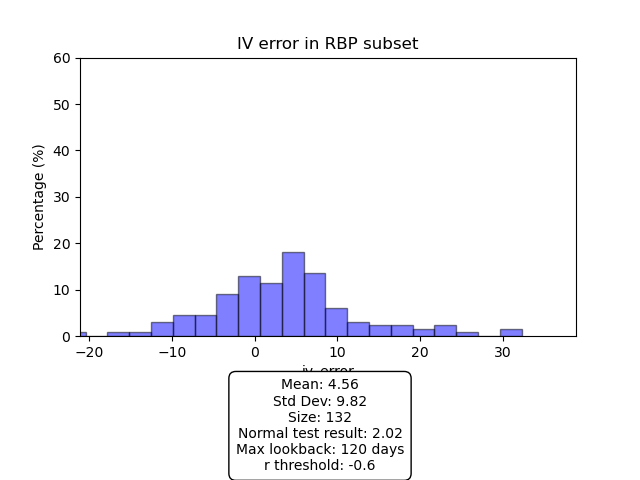 IV error in RBP subset
Percentage (%)
60
50
40
30
20
10
0
−20 −10 0 10 20 30
iv_error
Mean: 4.56
Std Dev: 9.82
Size: 132
Normal test result: 2.02
Max lookback: 120 days
r threshold: -0.6